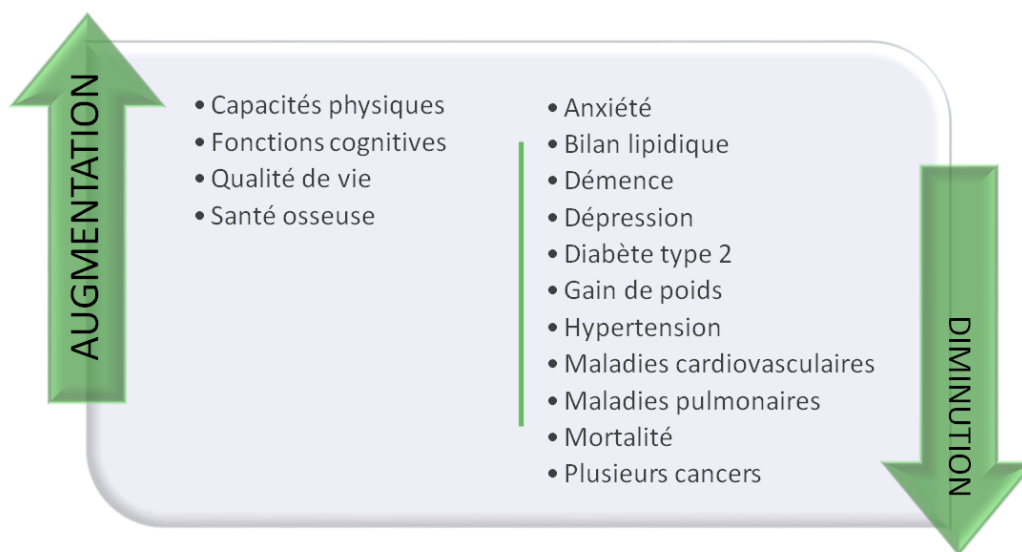 AUGMENTATION
• Capacités physiques
• Fonctions cognitives
• Qualité de vie
• Santé osseuse
• Anxiété
• Bilan lipidique
• Démence
• Dépression
• Diabète type 2
• Gain de poids
• Hypertension
• Maladies cardiovasculaires
• Maladies pulmonaires
• Mortalité
• Plusieurs cancers
DIMINUTION